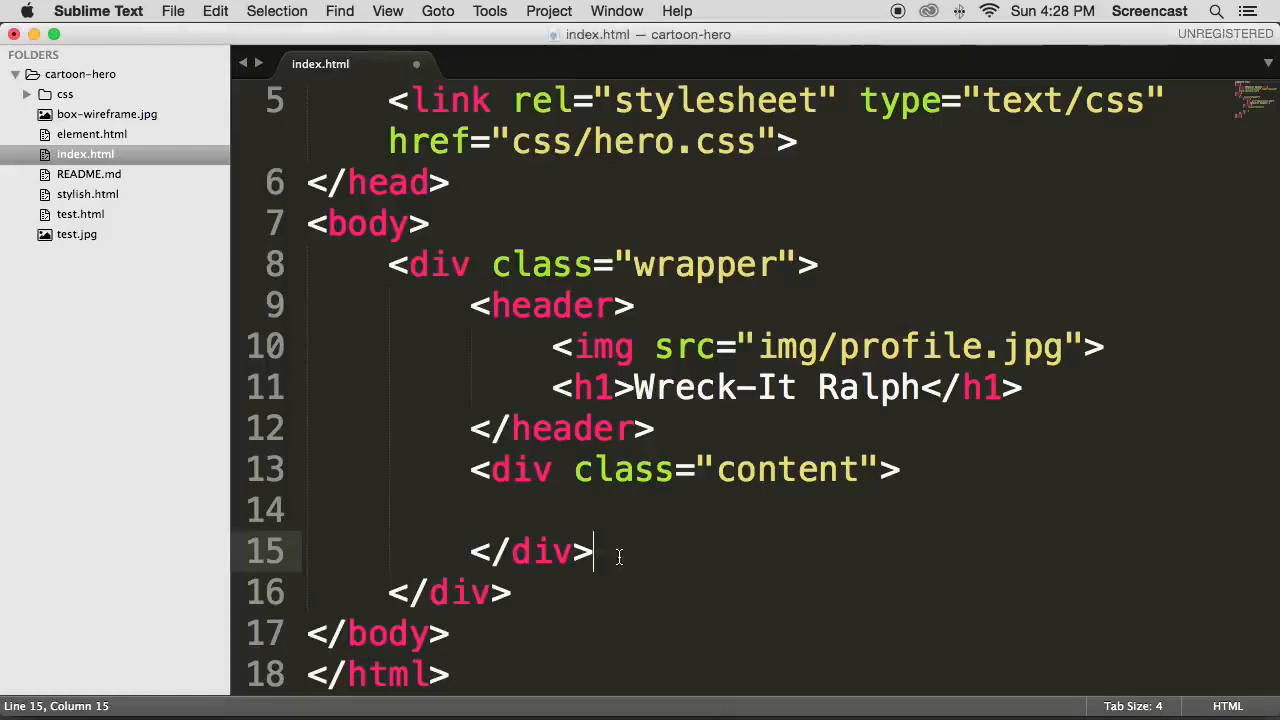 Sublime Text File Edit Selection Find View Goto Tools Project Window Help Sun 4:28 PM Screencast
index.html — cartoon-hero UNREGISTERED
FOLDERS
cartoon-hero
css
box-wireframe.jpg
element.html
index.html
README.md
stylish.html
test.html
test.jpg
index.html
5 <link rel="stylesheet" type="text/css"
href="css/hero.css">
6 </head>
7 <body>
8 <div class="wrapper">
9 <header>
10 <img src="img/profile.jpg">
11 <h1>Wreck-It Ralph</h1>
12 </header>
13 <div class="content">
14
15 </div>
16 </div>
17 </body>
18 </html>
Line 15, Column 15 Tab Size: 4 HTML